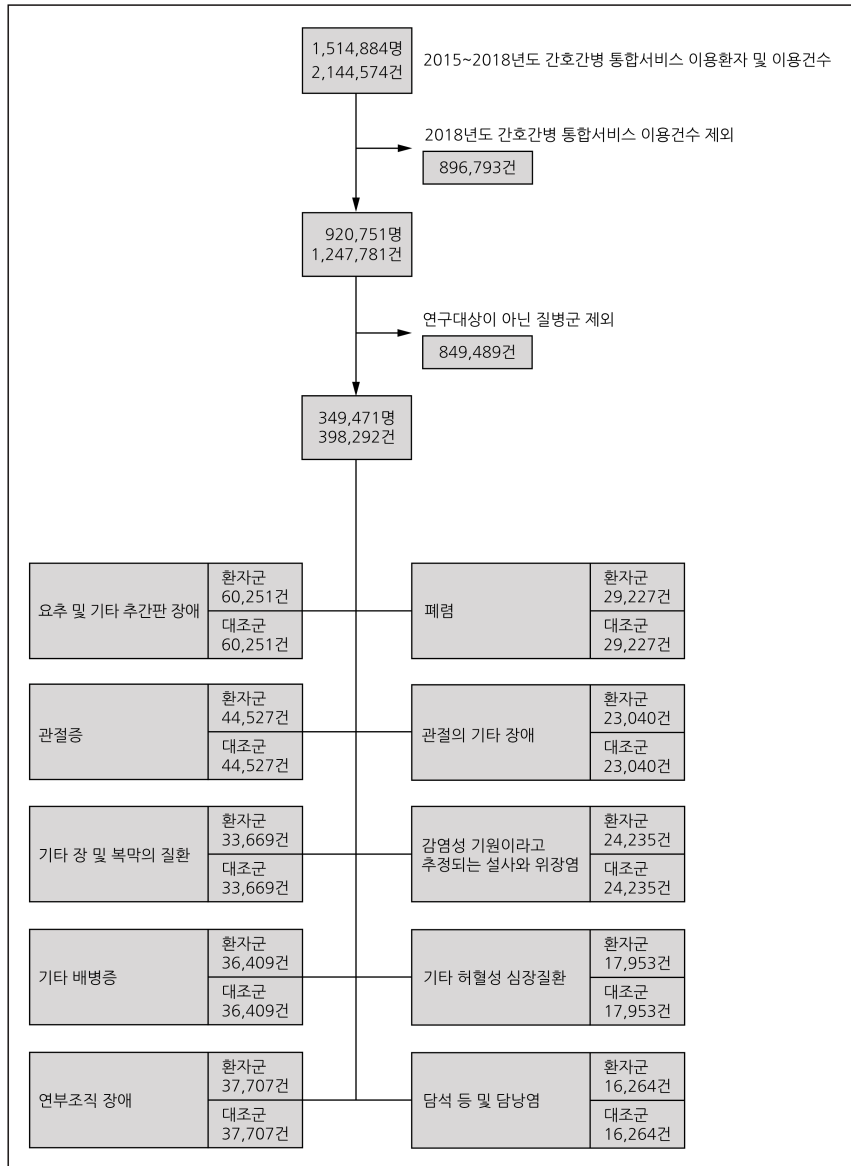 1,514,884명
2,144,574건
2015~2018년도 간호간병 통합서비스 이용환자 및 이용건수
2018년도 간호간병 통합서비스 이용건수 제외
896,793건
920,751명
1,247,781건
연구대상이 아닌 질병군 제외
849,489건
349,471명
398,292건
요추 및 기타 추간판 장애
환자군
60,251건
대조군
60,251건
폐렴
환자군
29,227건
대조군
29,227건
관절증
환자군
44,527건
대조군
44,527건
관절의 기타 장애
환자군
23,040건
대조군
23,040건
기타 장 및 복막의 질환
환자군
33,669건
대조군
33,669건
감염성 기원이라고
추정되는 설사와 위장염
환자군
24,235건
대조군
24,235건
기타 배병증
환자군
36,409건
대조군
36,409건
기타 허혈성 심장질환
환자군
17,953건
대조군
17,953건
연부조직 장애
환자군
37,707건
대조군
37,707건
담석 등 및 담낭염
환자군
16,264건
대조군
16,264건